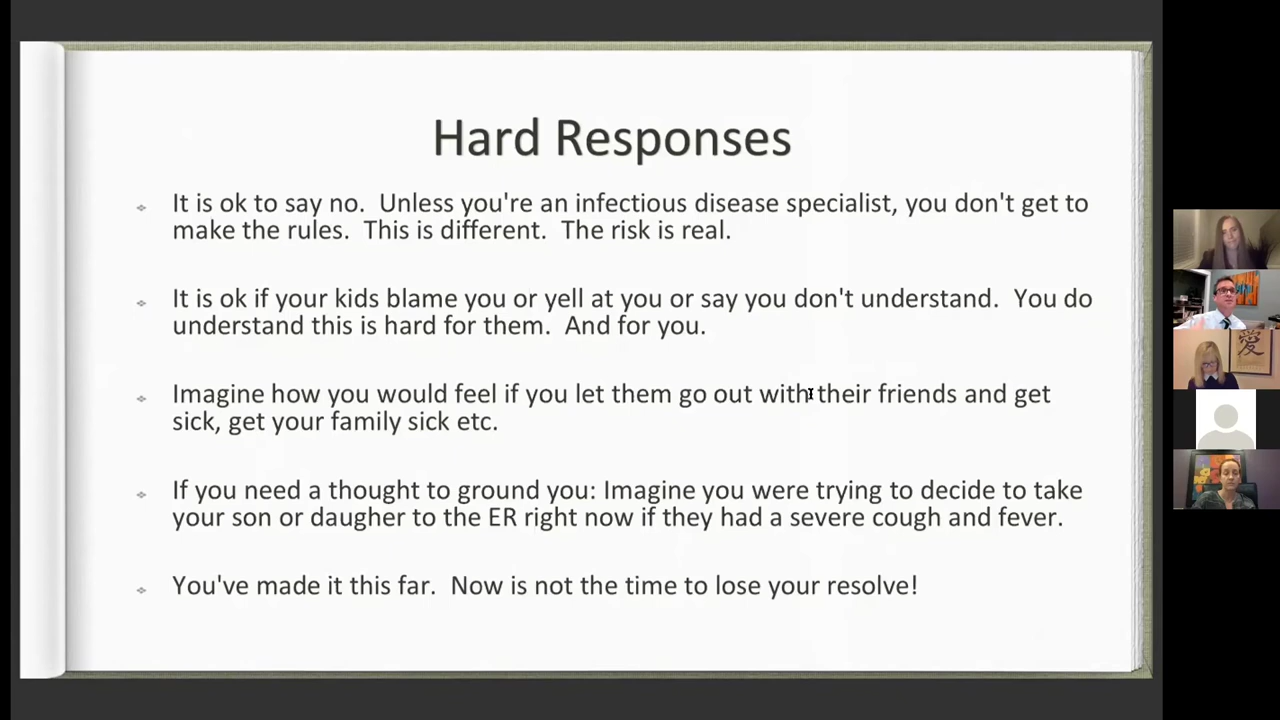 Hard Responses
It is ok to say no.  Unless you're an infectious disease specialist, you don't get to
make the rules.  This is different.  The risk is real.
It is ok if your kids blame you or yell at you or say you don't understand.  You do
understand this is hard for them.  And for you.
Imagine how you would feel if you let them go out with their friends and get
sick, get your family sick etc.
If you need a thought to ground you: Imagine you were trying to decide to take
your son or daugher to the ER right now if they had a severe cough and fever.
You've made it this far.  Now is not the time to lose your resolve!
愛